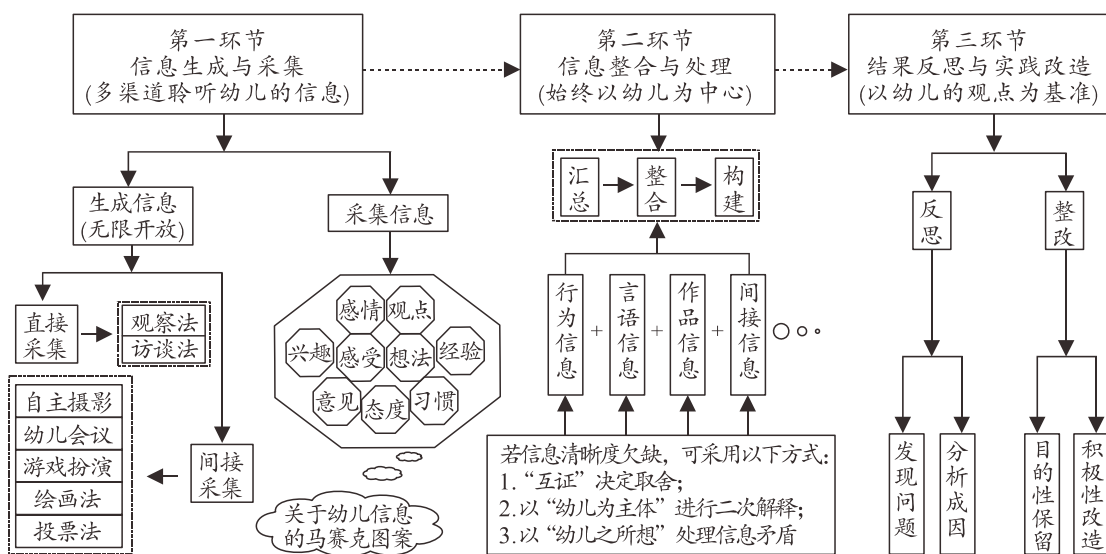 第一环节
信息生成与采集
(多渠道聆听幼儿的信息)
第二环节
信息整合与处理
(始终以幼儿为中心)
第三环节
结果反思与实践改造
(以幼儿的观点为基准)
生成信息
(无限开放)
采集信息
汇总
整合
构建
反思
整改
直接
采集
观察法
访谈法
感情
观点
兴趣
感受
想法
经验
意见
态度
习惯
行为信息
+
言语信息
+
作品信息
+
间接信息
自主摄影
幼儿会议
游戏扮演
绘画法
投票法
间接
采集
关于幼儿信息
的马赛克图案
若信息清晰度欠缺，可采用以下方式：
1.“互证”决定取舍；
2.以“幼儿为主体”进行二次解释；
3.以“幼儿之所想”处理信息矛盾
发现问题
分析成因
目的性保留
积极性改造